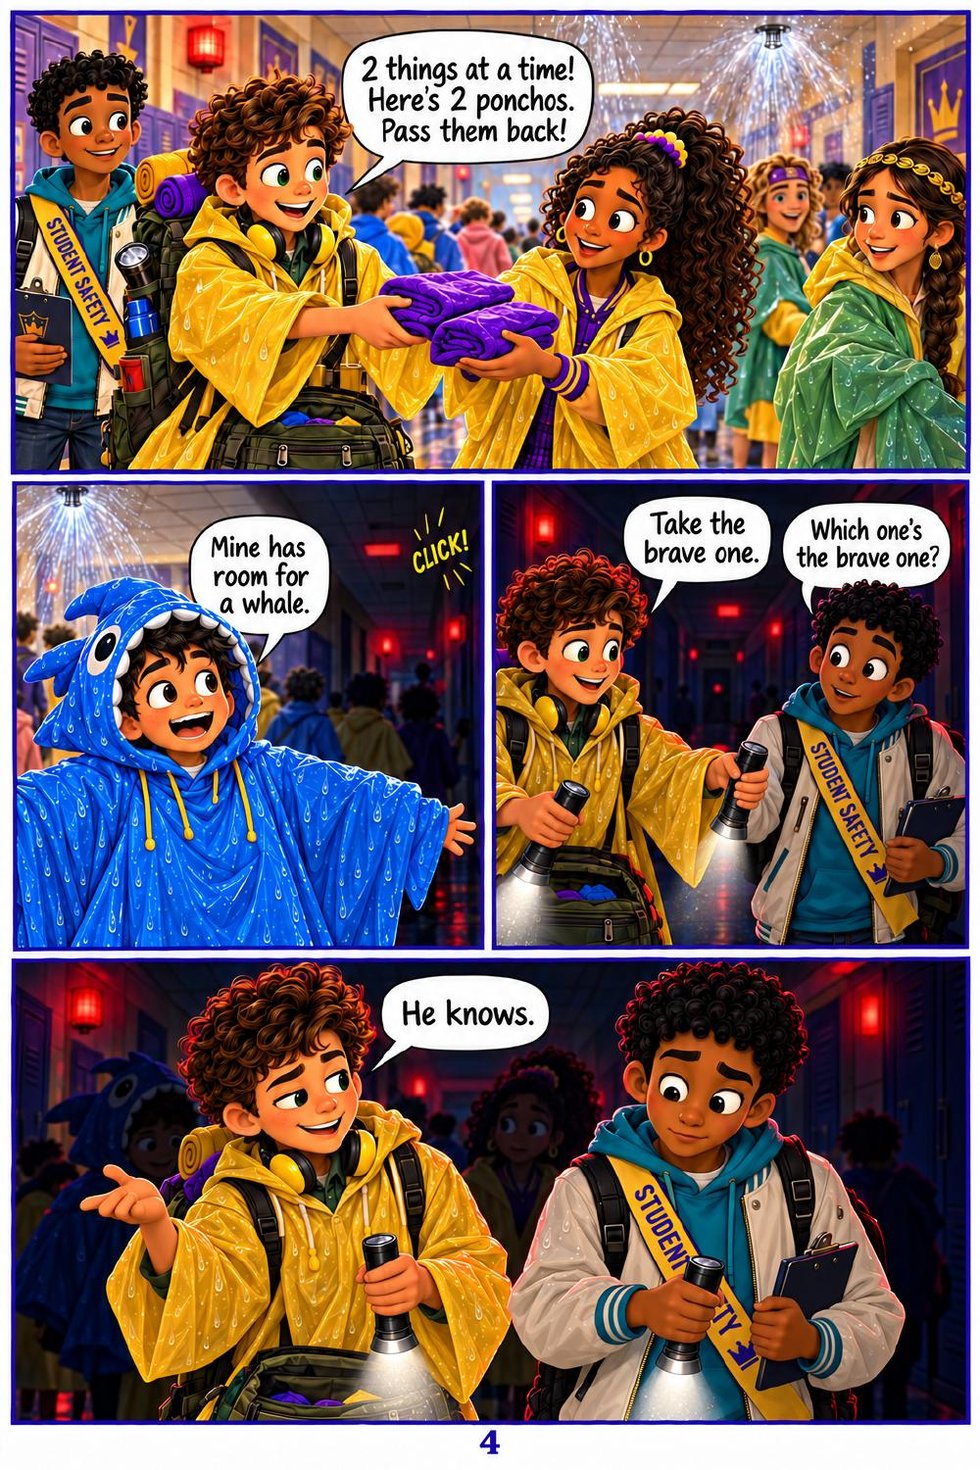 2 things at a time!
Here's 2 ponchos.
Pass them back!
STUDENT SAFETY
Mine has
room for
a whale.
CLICK!
Take the
brave one.
Which one's
the brave one?
STUDENT SAFETY
He knows.
STUDENT
TY
4